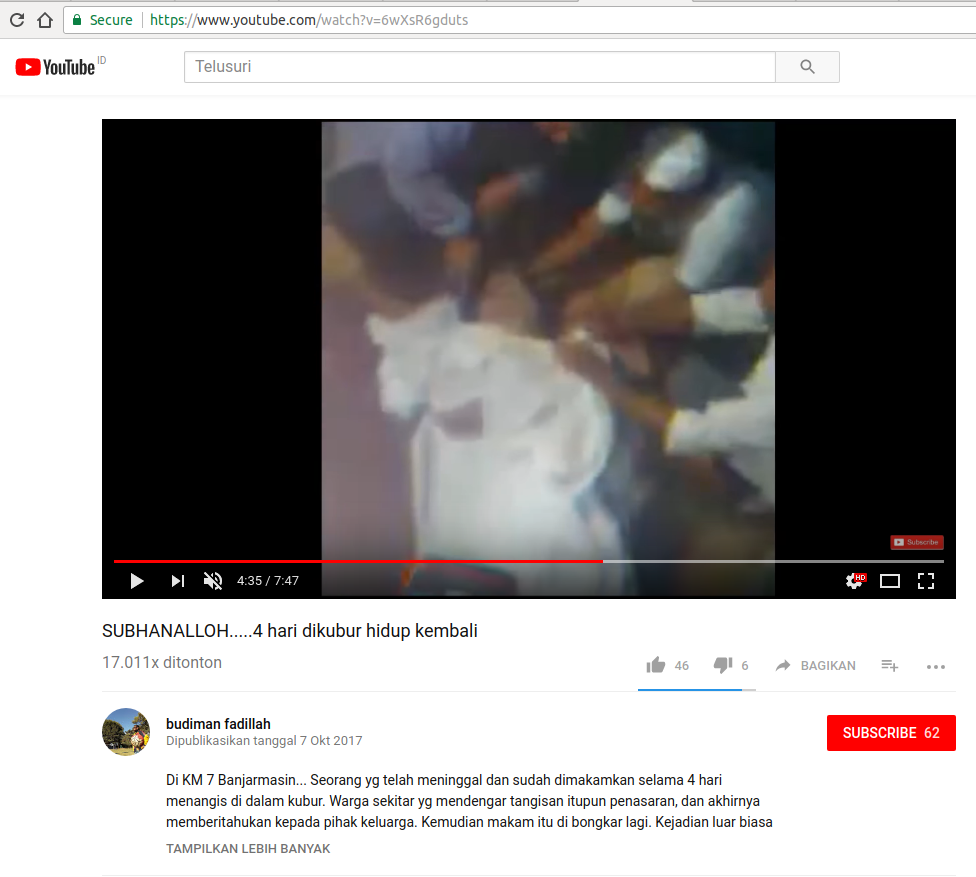 Secure https://www.youtube.com/watch?v=6wXsR6gduts
YouTube ID
Telusuri
Subscribe
4:35 / 7:47
HD
SUBHANALLOH.....4 hari dikubur hidup kembali
17.011x ditonton
46 6 BAGIKAN
budiman fadillah
Dipublikasikan tanggal 7 Okt 2017
SUBSCRIBE 62
Di KM 7 Banjarmasin... Seorang yg telah meninggal dan sudah dimakamkan selama 4 hari
menangis di dalam kubur. Warga sekitar yg mendengar tangisan itupun penasaran, dan akhirnya
memberitahukan kepada pihak keluarga. Kemudian makam itu di bongkar lagi. Kejadian luar biasa
TAMPILKAN LEBIH BANYAK